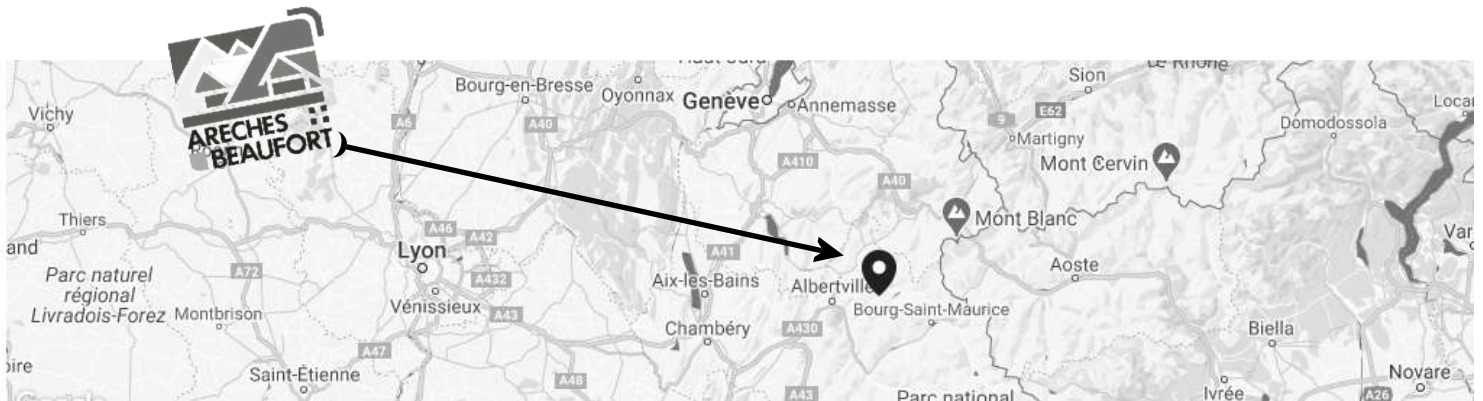 ARECHES
BEAUFORT
Vichy
Thiers
Parc naturel
régional
Livradois-Forez
Montbrison
Saint-Étienne
A72
A47
A6
Lyon
Vénissieux
A46
A42
A432
A43
A48
Bourg-en-Bresse
A40
Oyonnax
Genève
Annemasse
A410
A40
A41
Aix-les-Bains
Chambéry
Albertville
A430
A43
Bourg-Saint-Maurice
Parc national
Mont Blanc
Sion
E62
9
Martigny
Mont Cervin
Le Rhône
Domodossola
Aoste
Biella
Ivrée
Novare
A26